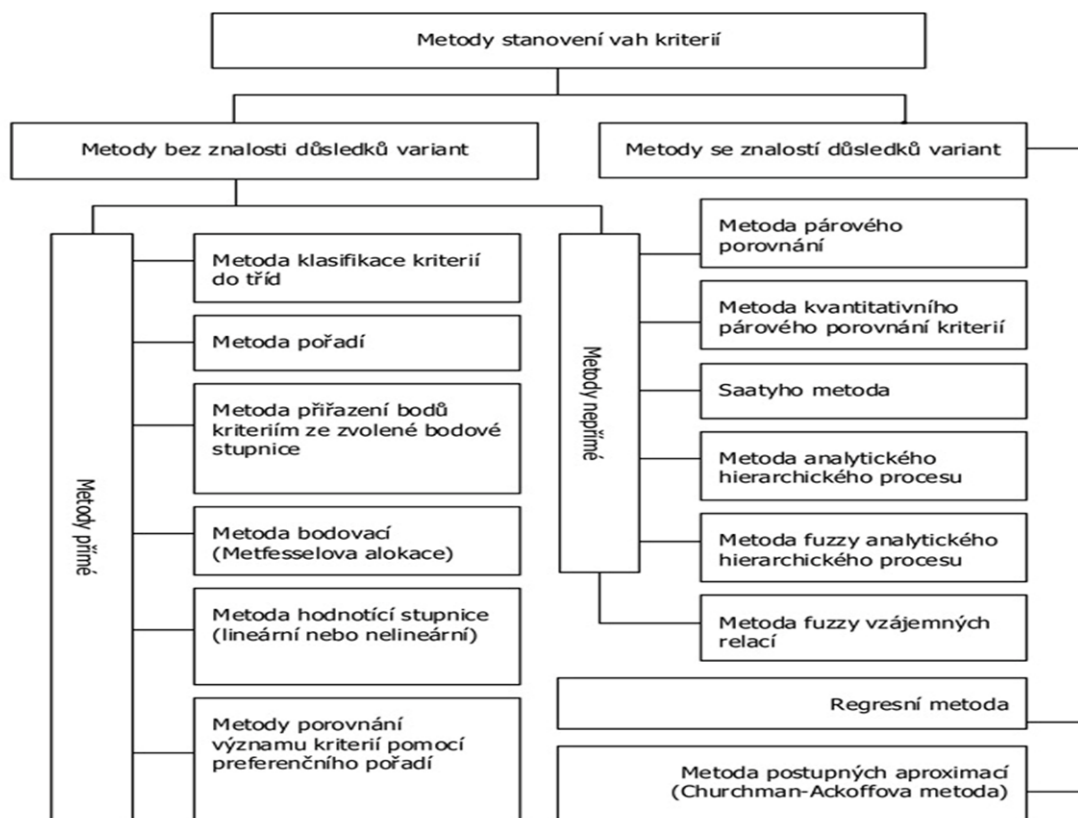 Metody stanovení vah kriterií
Metody bez znalosti důsledků variant
Metody se znalostí důsledků variant
Metody přímé
Metoda klasifikace kriterií
do tříd
Metoda pořadí
Metoda přiřazení bodů
kriteriím ze zvolené bodové
stupnice
Metoda bodovací
(Metfesselova alokace)
Metoda hodnotící stupnice
(lineární nebo nelineární)
Metody porovnání
významu kriterií pomocí
preferenčního pořadí
Metody nepřímé
Metoda párového
porovnání
Metoda kvantitativního
párového porovnání kriterií
Saatyho metoda
Metoda analytického
hierarchického procesu
Metoda fuzzy analytického
hierarchického procesu
Metoda fuzzy vzájemných
relací
Regresní metoda
Metoda postupných aproximací
(Churchman-Ackoffova metoda)